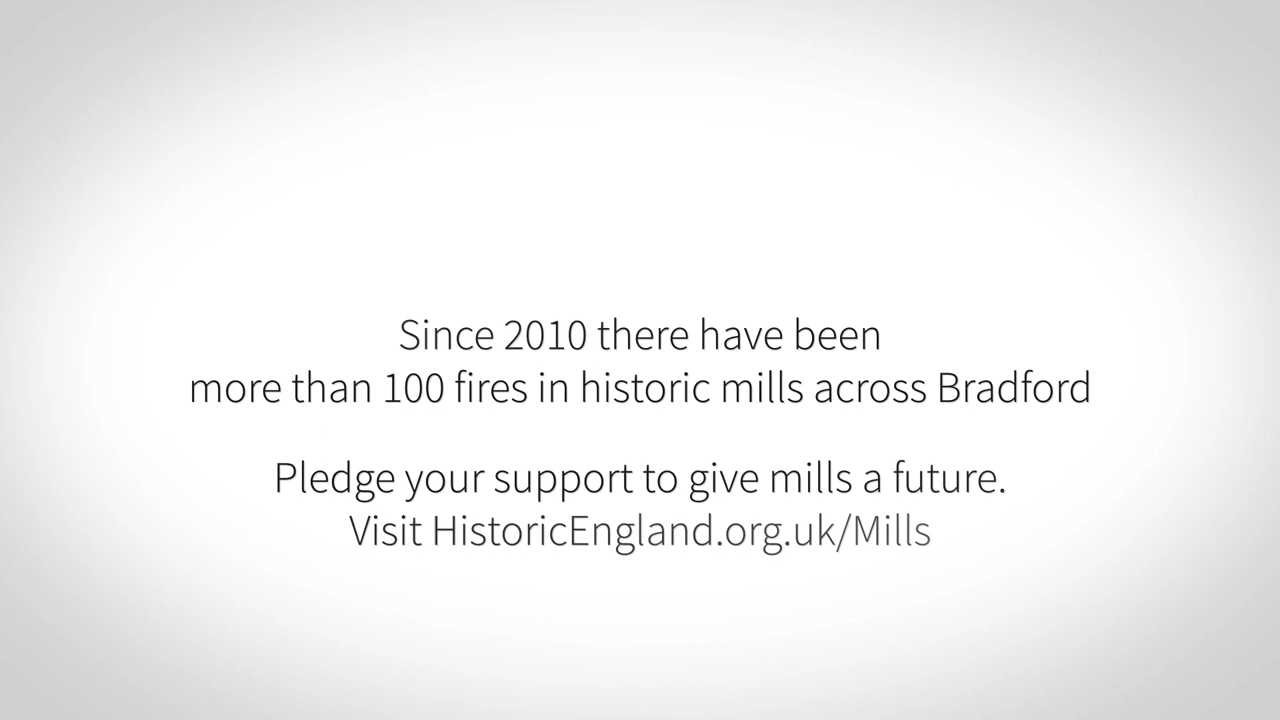 Since 2010 there have been
more than 100 fires in historic mills across Bradford
Pledge your support to give mills a future.
Visit HistoricEngland.org.uk/Mills